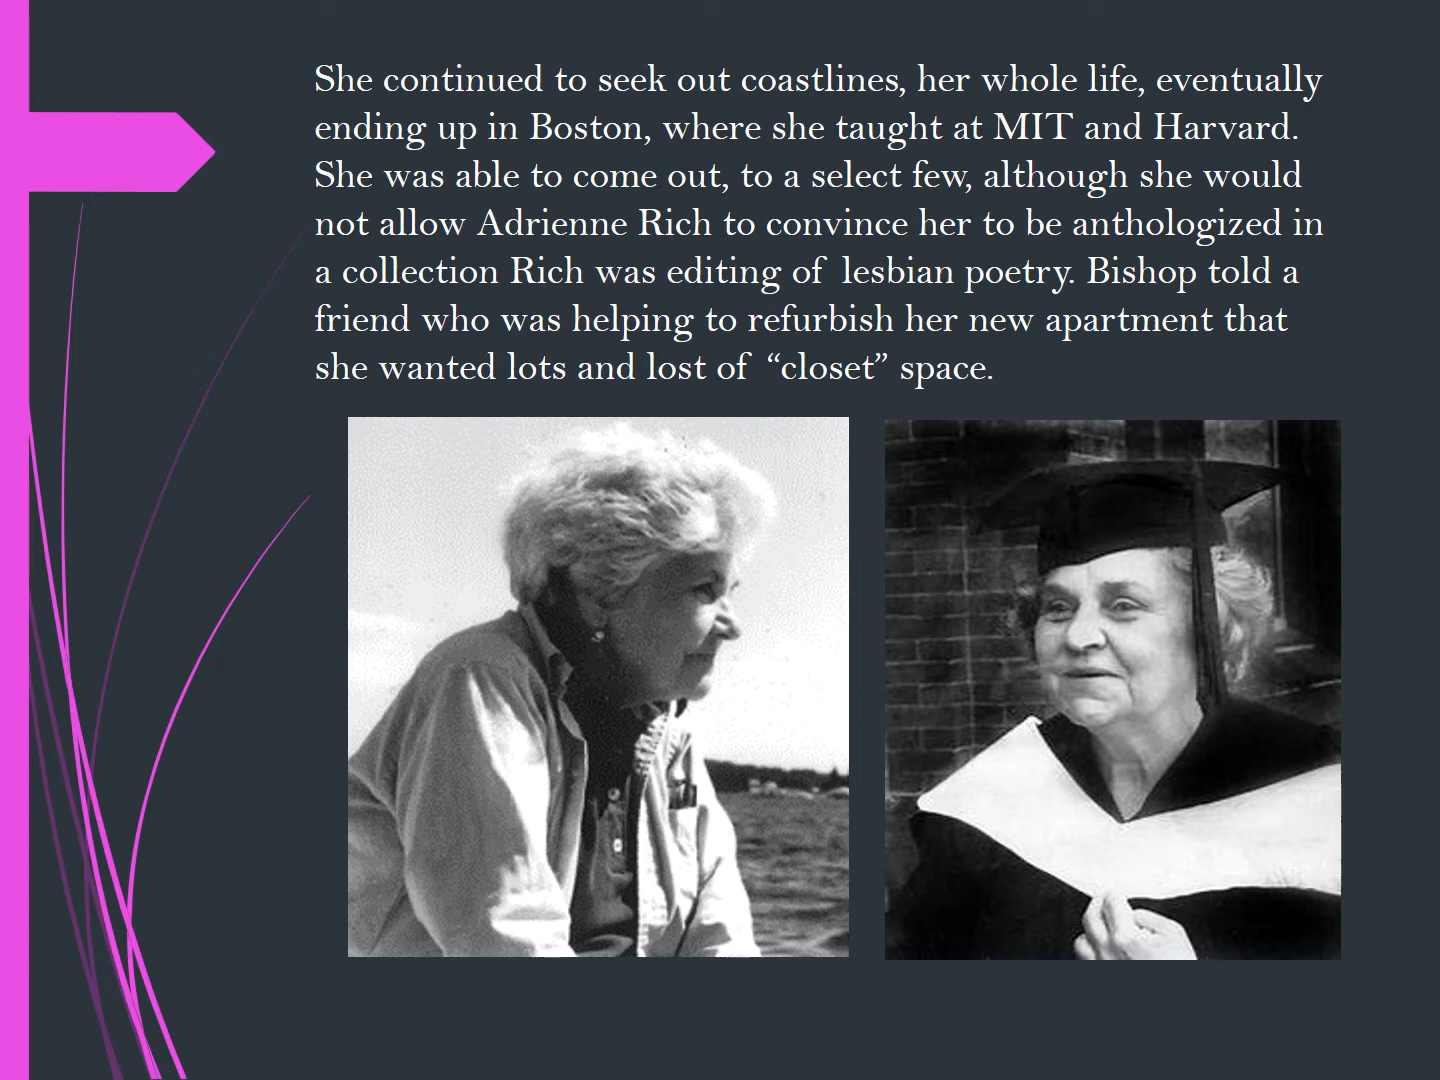 She continued to seek out coastlines, her whole life, eventually
ending up in Boston, where she taught at MIT and Harvard.
She was able to come out, to a select few, although she would
not allow Adrienne Rich to convince her to be anthologized in
a collection Rich was editing of lesbian poetry. Bishop told a
friend who was helping to refurbish her new apartment that
she wanted lots and lost of “closet” space.